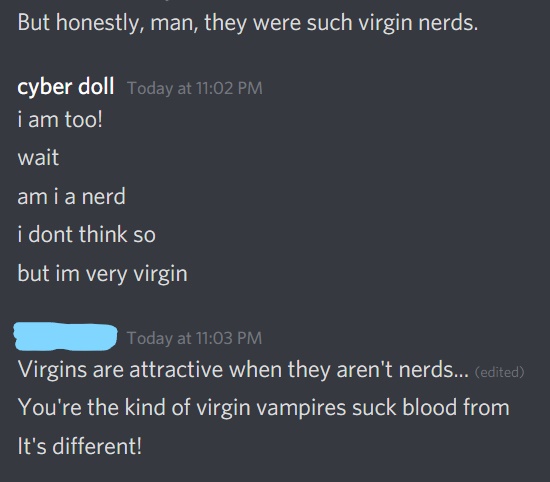 But honestly, man, they were such virgin nerds.
cyber doll Today at 11:02 PM
i am too!
wait
am i a nerd
i dont think so
but im very virgin
Today at 11:03 PM
Virgins are attractive when they aren't nerds... (edited)
You're the kind of virgin vampires suck blood from
It's different!